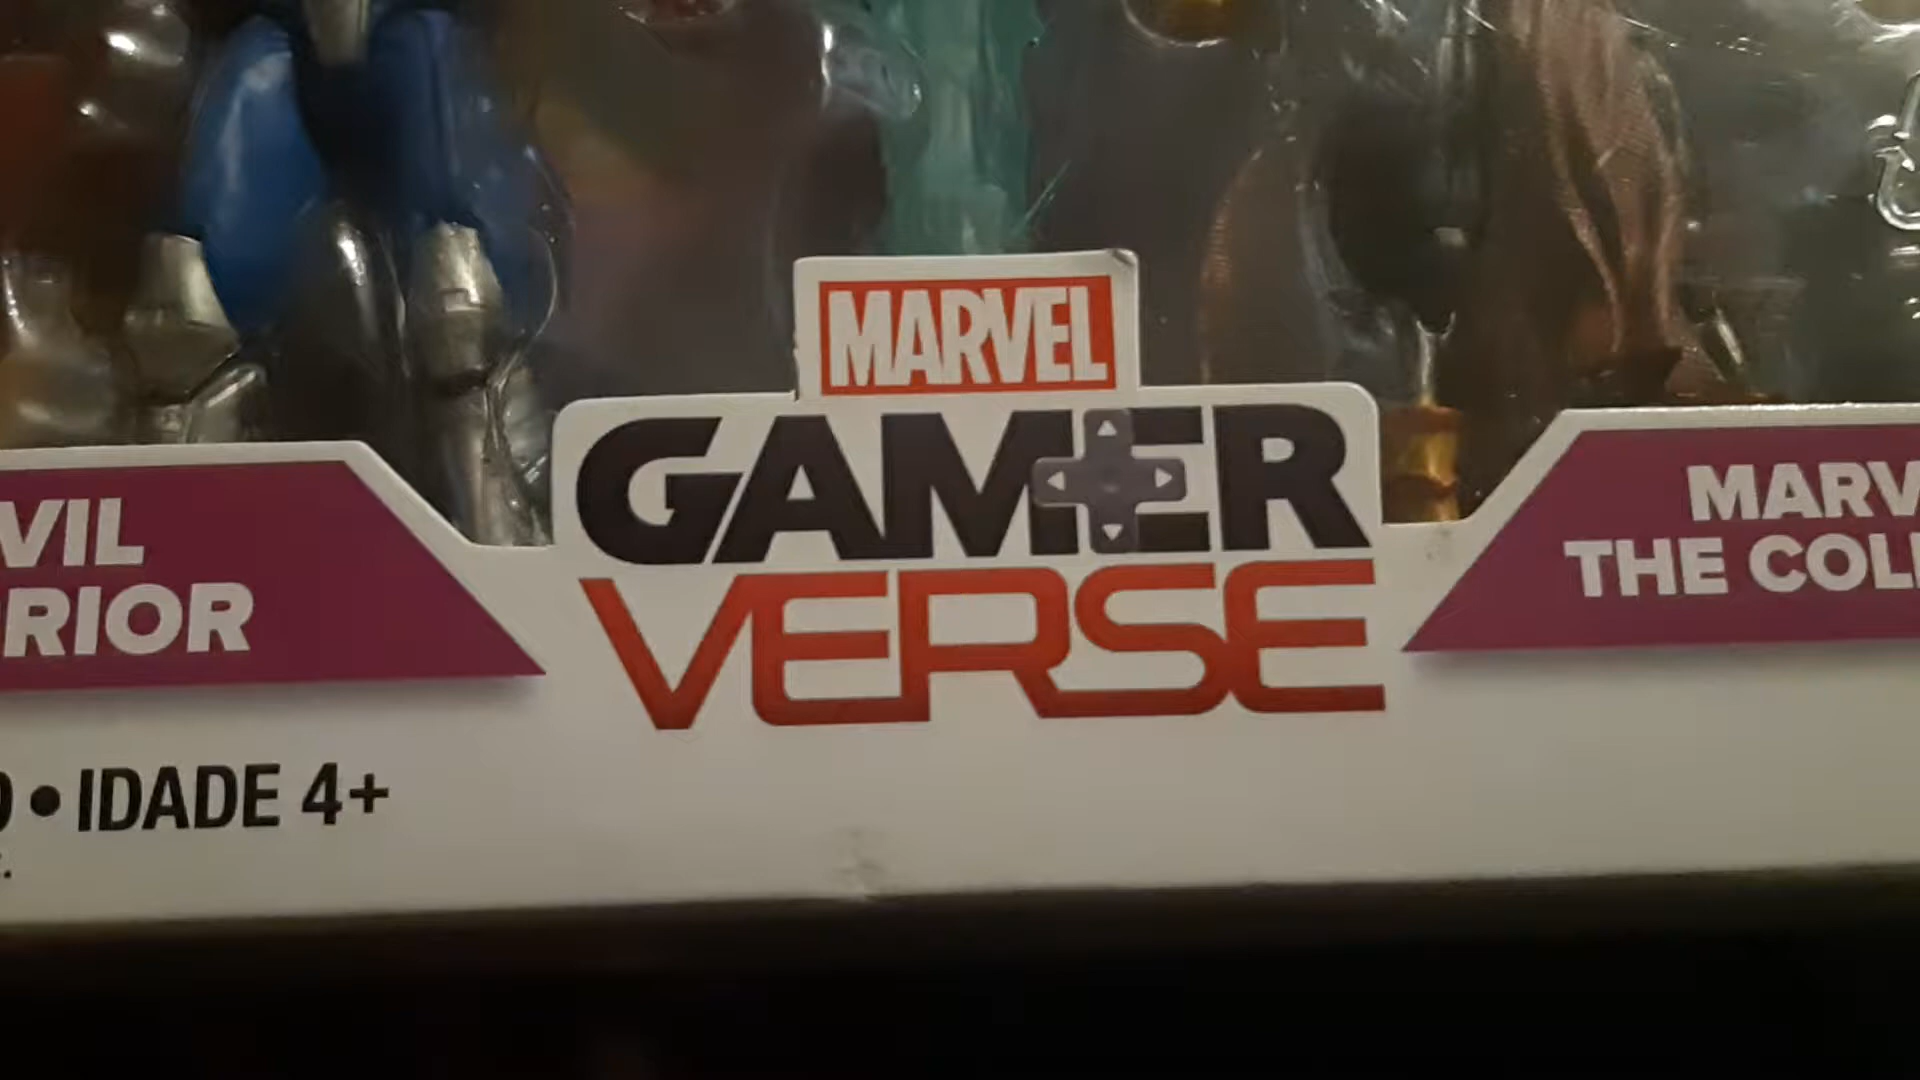 MARVEL
GAMER
VERSE
VIL
RIOR
MARV
THE COL
• IDADE 4+